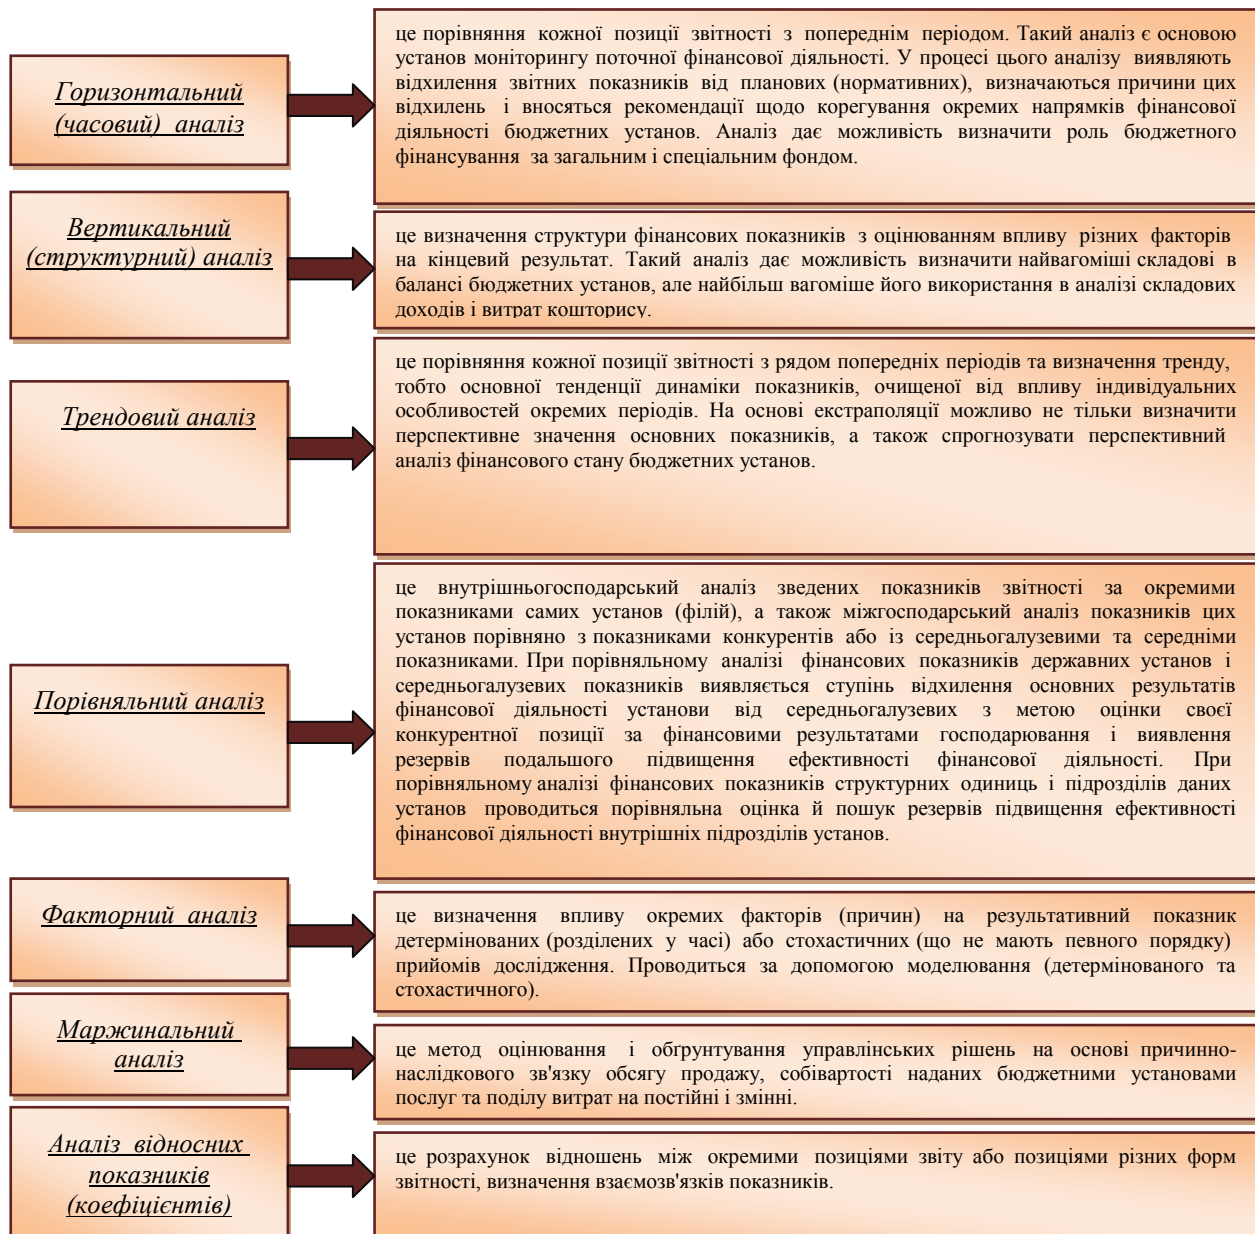 Горизонтальний
(часовий) аналіз
це порівняння кожної позиції звітності з попереднім періодом. Такий аналіз є основою
установ моніторингу поточної фінансової діяльності. У процесі цього аналізу виявляють
відхилення звітних показників від планових (нормативних), визначаються причини цих
відхилень і вносяться рекомендації щодо корегування окремих напрямків фінансової
діяльності бюджетних установ. Аналіз дає можливість визначити роль бюджетного
фінансування за загальним і спеціальним фондом.
Вертикальний
(структурний) аналіз
це визначення структури фінансових показників з оцінюванням впливу різних факторів
на кінцевий результат. Такий аналіз дає можливість визначити найвагоміші складові в
балансі бюджетних установ, але найбільш вагоміше його використання в аналізі складових
доходів і витрат кошторису.
Трендовий аналіз
це порівняння кожної позиції звітності з рядом попередніх періодів та визначення тренду,
тобто основної тенденції динаміки показників, очищеної від впливу індивідуальних
особливостей окремих періодів. На основі екстраполяції можливо не тільки визначити
перспективне значення основних показників, а також спрогнозувати перспективний
аналіз фінансового стану бюджетних установ.
Порівняльний аналіз
це внутрішньогосподарський аналіз зведених показників звітності за окремими
показниками самих установ (філій), а також міжгосподарський аналіз показників цих
установ порівняно з показниками конкурентів або із середньогалузевими та середніми
показниками. При порівняльному аналізі фінансових показників державних установ і
середньогалузевих показників виявляється ступінь відхилення основних результатів
фінансової діяльності установи від середньогалузевих з метою оцінки своєї
конкурентної позиції за фінансовими результатами господарювання і виявлення
резервів подальшого підвищення ефективності фінансової діяльності. При
порівняльному аналізі фінансових показників структурних одиниць і підрозділів даних
установ проводиться порівняльна оцінка й пошук резервів підвищення ефективності
фінансової діяльності внутрішніх підрозділів установ.
Факторний аналіз
це визначення впливу окремих факторів (причин) на результативний показник
детермінованих (розділених у часі) або стохастичних (що не мають певного порядку)
прийомів дослідження. Проводиться за допомогою моделювання (детермінованого та
стохастичного).
Маржинальний
аналіз
це метод оцінювання і обґрунтування управлінських рішень на основі причинно-
наслідкового зв'язку обсягу продажу, собівартості наданих бюджетними установами
послуг та поділу витрат на постійні і змінні.
Аналіз відносних
показників
(коефіцієнтів)
це розрахунок відношень між окремими позиціями звіту або позиціями різних форм
звітності, визначення взаємозв'язків показників.